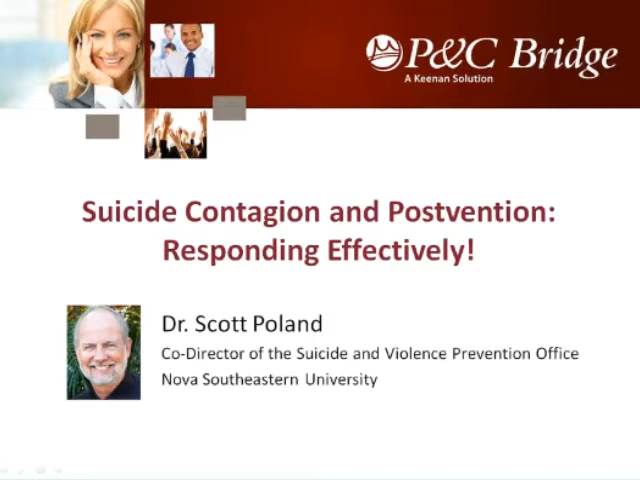 P&C Bridge
A Keenan Solution
Suicide Contagion and Postvention:
Responding Effectively!
Dr. Scott Poland
Co-Director of the Suicide and Violence Prevention Office
Nova Southeastern University